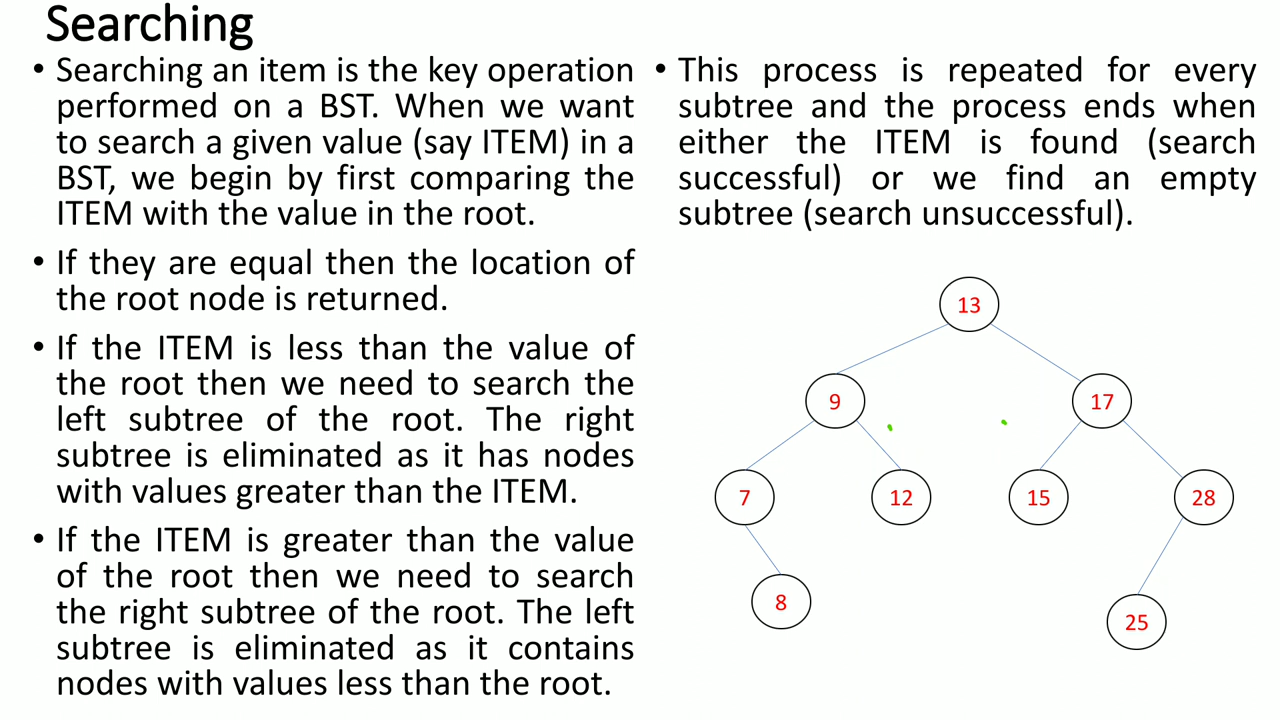 Searching
• Searching an item is the key operation
performed on a BST. When we want
to search a given value (say ITEM) in a
BST, we begin by first comparing the
ITEM with the value in the root.
• If they are equal then the location of
the root node is returned.
• If the ITEM is less than the value of
the root then we need to search the
left subtree of the root. The right
subtree is eliminated as it has nodes
with values greater than the ITEM.
• If the ITEM is greater than the value
of the root then we need to search
the right subtree of the root. The left
subtree is eliminated as it contains
nodes with values less than the root.
• This process is repeated for every
subtree and the process ends when
either the ITEM is found (search
successful) or we find an empty
subtree (search unsuccessful).
13
9
17
7
12
15
28
8
25